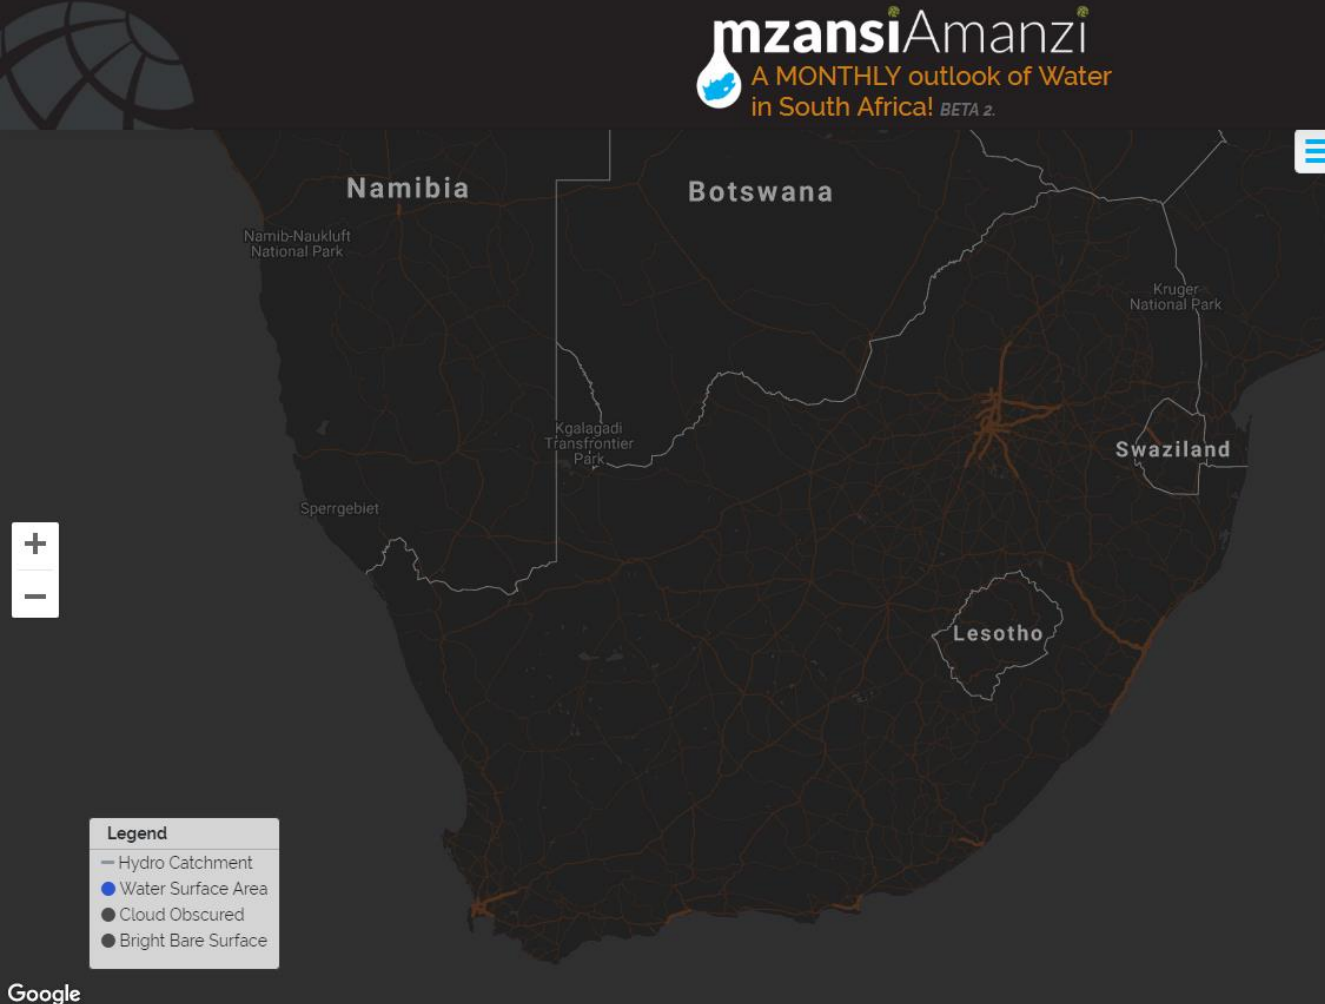 mzansiAmanzi
A MONTHLY outlook of Water
in South Africa! BETA 2.
Namibia
Botswana
Namib-Naukluft
National Park
Kruger
National Park
Kgalagadi
Transfrontier
Park
Swaziland
Sperrgebiet
+
−
Lesotho
Legend
Hydro Catchment
Water Surface Area
Cloud Obscured
Bright Bare Surface
Google